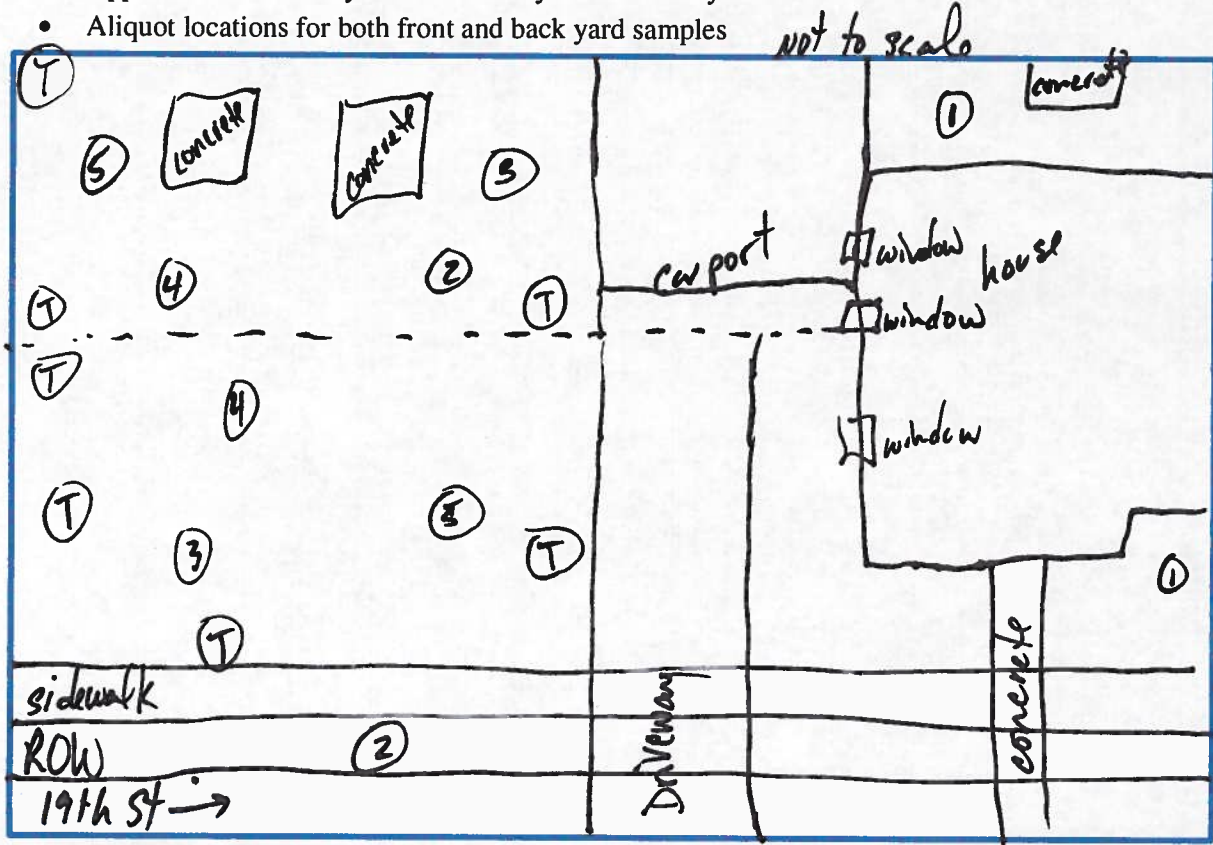 • Aliquot locations for both front and back yard samples
Not to scale
T
concrete
1
5
concrete
concrete
3
carport
window
house
4
2
T
T
window
T
4
window
T
5
T
3
1
T
sidewalk
Driveway
concrete
ROW
2
19th St →